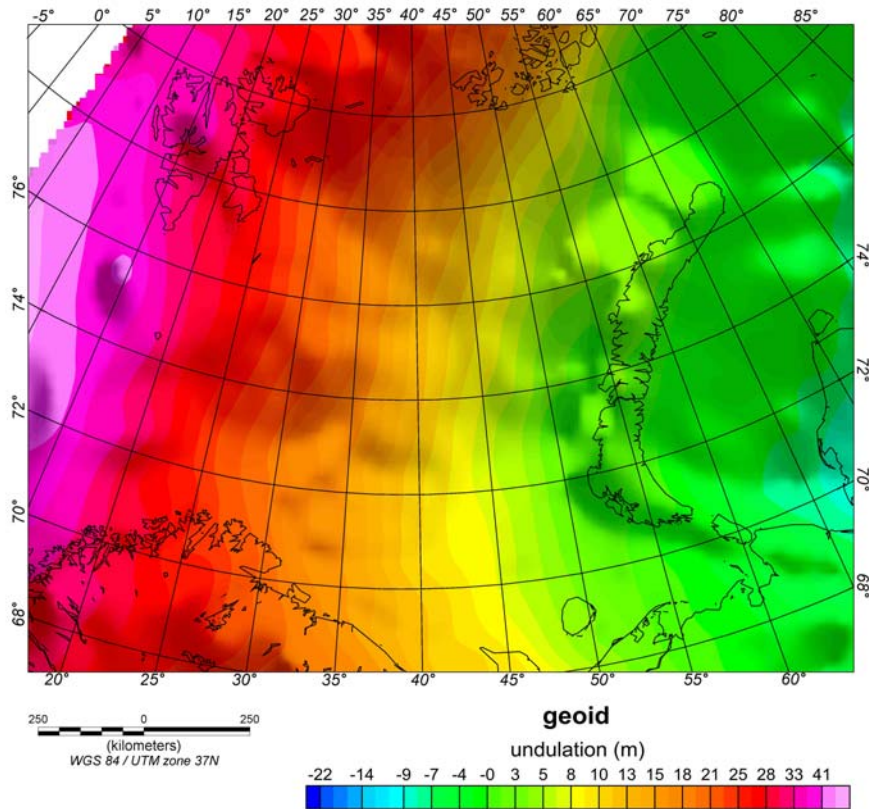 -5° 0° 5° 10° 15° 20° 25° 30° 35° 40° 45° 50° 55° 60° 65° 70° 75° 85°
76°
74°
74°
72°
72°
70°
70°
68°
68°
20° 25° 30° 35° 40° 45° 50° 55° 60°
250 0 250
(kilometers)
WGS 84 / UTM zone 37N
geoid
undulation (m)
-22 -14 -9 -7 -4 -0 3 5 8 10 13 15 18 21 25 28 33 41